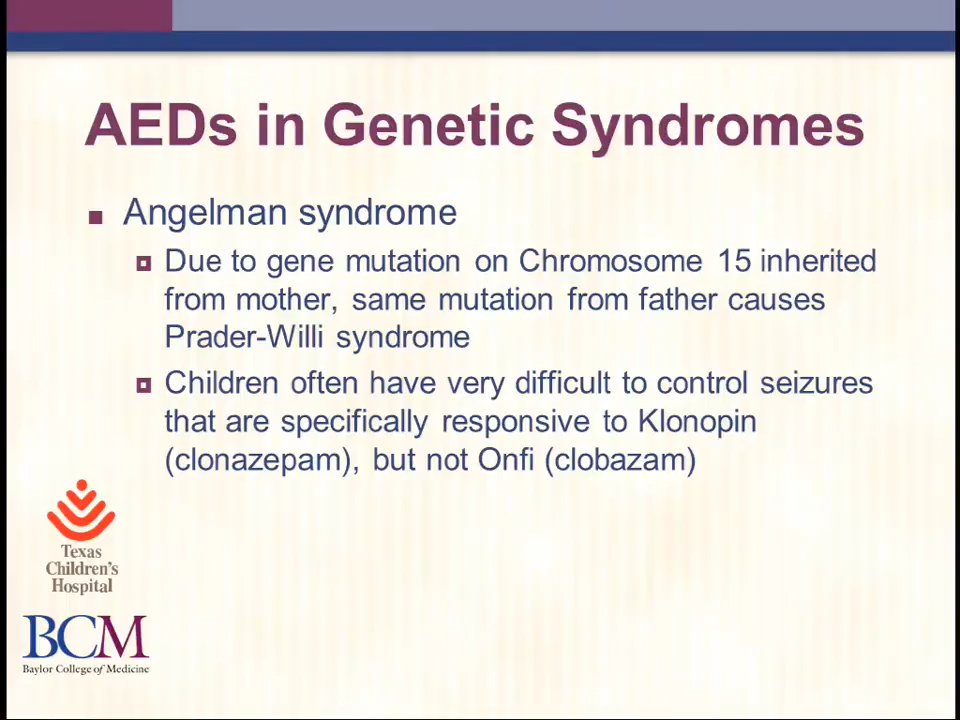 AEDs in Genetic Syndromes
Angelman syndrome
Due to gene mutation on Chromosome 15 inherited
from mother, same mutation from father causes
Prader-Willi syndrome
Children often have very difficult to control seizures
that are specifically responsive to Klonopin
(clonazepam), but not Onfi (clobazam)
Texas
Children's
Hospital
BCM
Baylor College of Medicine